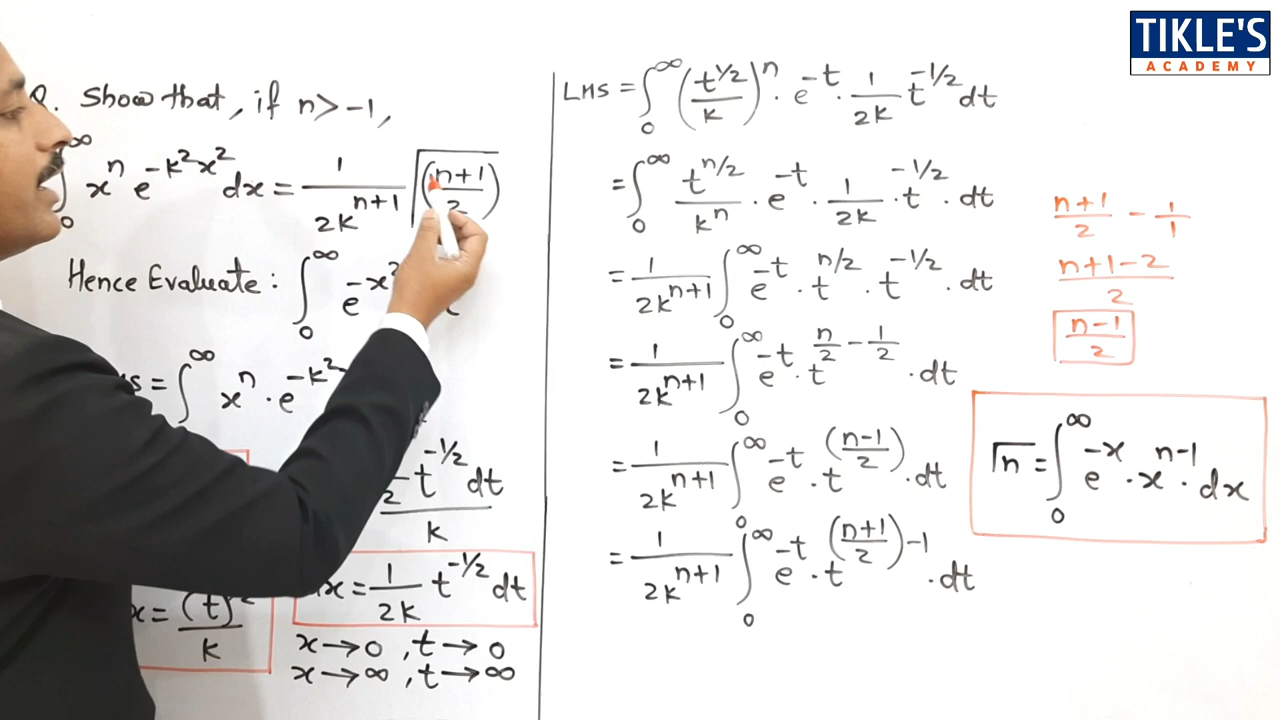 TIKLE'S
ACADEMY
Q. Show that, if n > -1,
∫₀^∞ xⁿ e^(-k²x²) dx = 1/(2k^(n+1)) Γ((n+1)/2)
Hence Evaluate : ∫₀^∞ e^(-x²)
= ∫^∞ xⁿ · e^(-k²
t^(-1/2) dt / k
x = (t) / k
x = 1/(2k) t^(-1/2) dt
x → 0 , t → 0
x → ∞ , t → ∞
LHS = ∫₀^∞ (t^(1/2)/k)ⁿ · e^(-t) · 1/(2k) t^(-1/2) dt
= ∫₀^∞ t^(n/2)/kⁿ · e^(-t) · 1/(2k) · t^(-1/2) · dt
= 1/(2k^(n+1)) ∫₀^∞ e^(-t) · t^(n/2) · t^(-1/2) · dt
= 1/(2k^(n+1)) ∫₀^∞ e^(-t) · t^(n/2 - 1/2) · dt
= 1/(2k^(n+1)) ∫₀^∞ e^(-t) · t^((n-1)/2) · dt
= 1/(2k^(n+1)) ∫₀^∞ e^(-t) · t^((n+1)/2 - 1) · dt
(n+1)/2 - 1/1
(n+1-2)/2
(n-1)/2
Γn = ∫₀^∞ e^(-x) · x^(n-1) · dx